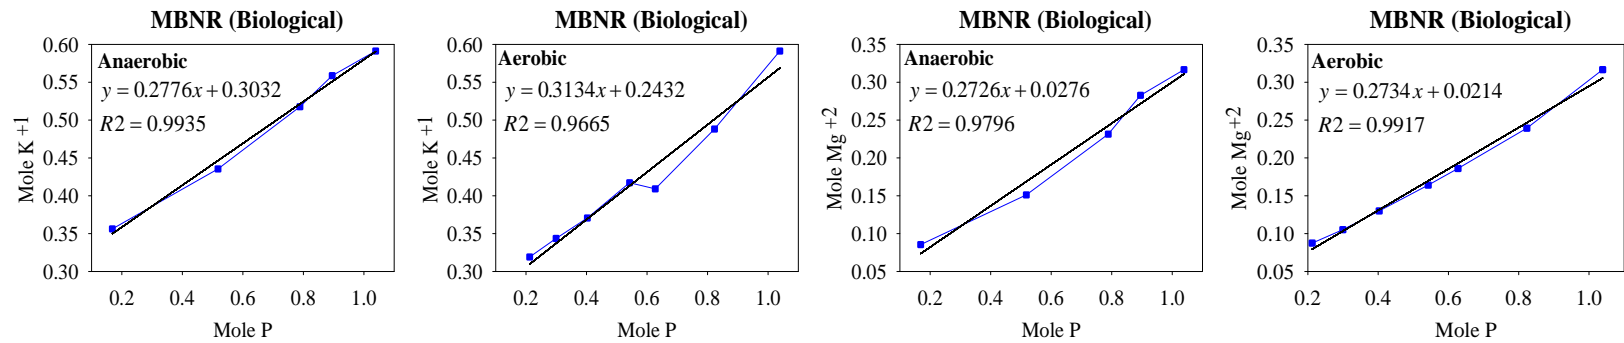 MBNR (Biological)
Mole K +1
0.60
0.55
0.50
0.45
0.40
0.35
0.30
Anaerobic
y = 0.2776x + 0.3032
R2 = 0.9935
0.2 0.4 0.6 0.8 1.0
Mole P
MBNR (Biological)
Mole K +1
0.60
0.55
0.50
0.45
0.40
0.35
0.30
Aerobic
y = 0.3134x + 0.2432
R2 = 0.9665
0.2 0.4 0.6 0.8 1.0
Mole P
MBNR (Biological)
Mole Mg+2
0.35
0.30
0.25
0.20
0.15
0.10
0.05
Anaerobic
y = 0.2726x + 0.0276
R2 = 0.9796
0.2 0.4 0.6 0.8 1.0
Mole P
MBNR (Biological)
Mole Mg+2
0.35
0.30
0.25
0.20
0.15
0.10
0.05
Aerobic
y = 0.2734x + 0.0214
R2 = 0.9917
0.2 0.4 0.6 0.8 1.0
Mole P